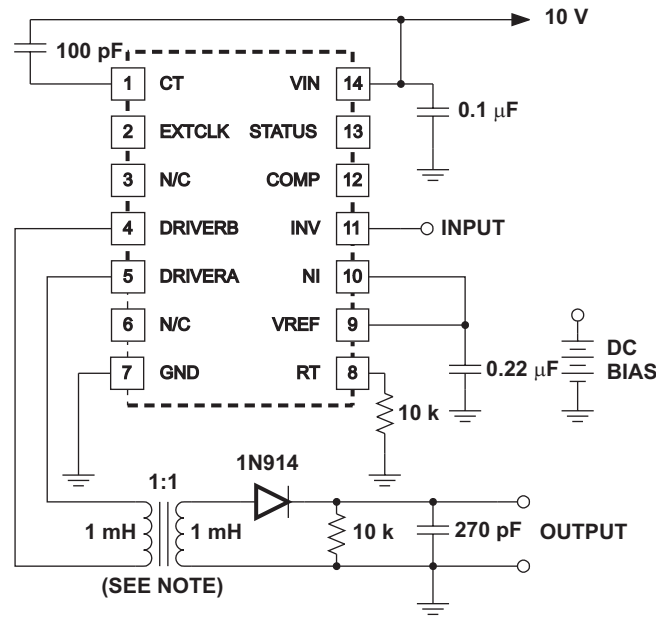 10 V
100 pF
1 CT VIN 14
0.1 μF
2 EXTCLK STATUS 13
3 N/C COMP 12
4 DRIVERB INV 11 INPUT
5 DRIVERA NI 10
6 N/C VREF 9
DC
BIAS
7 GND RT 8
0.22 μF
10 k
1N914
1:1
1 mH 1 mH 10 k 270 pF OUTPUT
(SEE NOTE)